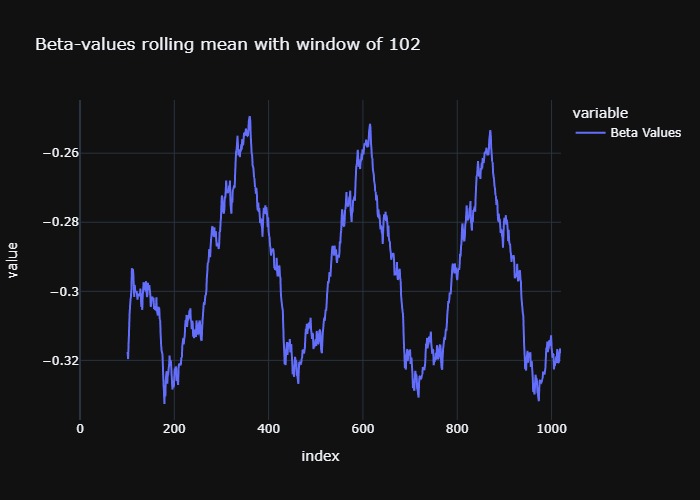 Beta-values rolling mean with window of 102
variable
Beta Values
value
−0.26
−0.28
−0.3
−0.32
0
200
400
600
800
1000
index